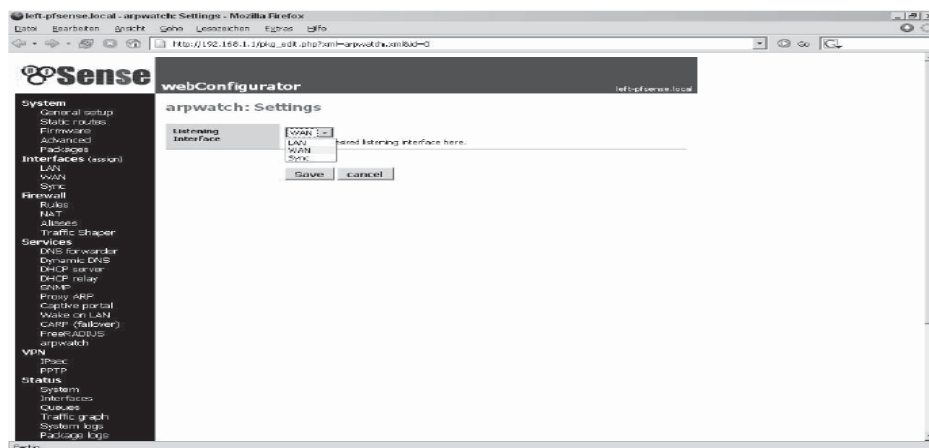 left-pfsense.local - arpwatch: Settings - Mozilla Firefox
Datei Bearbeiten Ansicht Gehe Lesezeichen Extras Hilfe
http://192.168.1.1/pkg_edit.php?xml=arpwatch.xml&id=0
Go
Sense
webConfigurator
left-pfsense.local
System
General setup
Static routes
Firmware
Advanced
Packages
Interfaces (assign)
LAN
WAN
Sync
Firewall
Rules
NAT
Aliases
Traffic Shaper
Services
DNS forwarder
Dynamic DNS
DHCP server
DHCP relay
SNMP
Proxy ARP
Captive portal
Wake on LAN
CARP (failover)
FreeRADIUS
arpwatch
VPN
IPsec
PPTP
Status
System
Interfaces
Queues
Traffic graph
System logs
Package logs
arpwatch: Settings
Listening
Interface
WAN
LAN
WAN
Sync
sired listening interface here.
Save cancel
Fertig